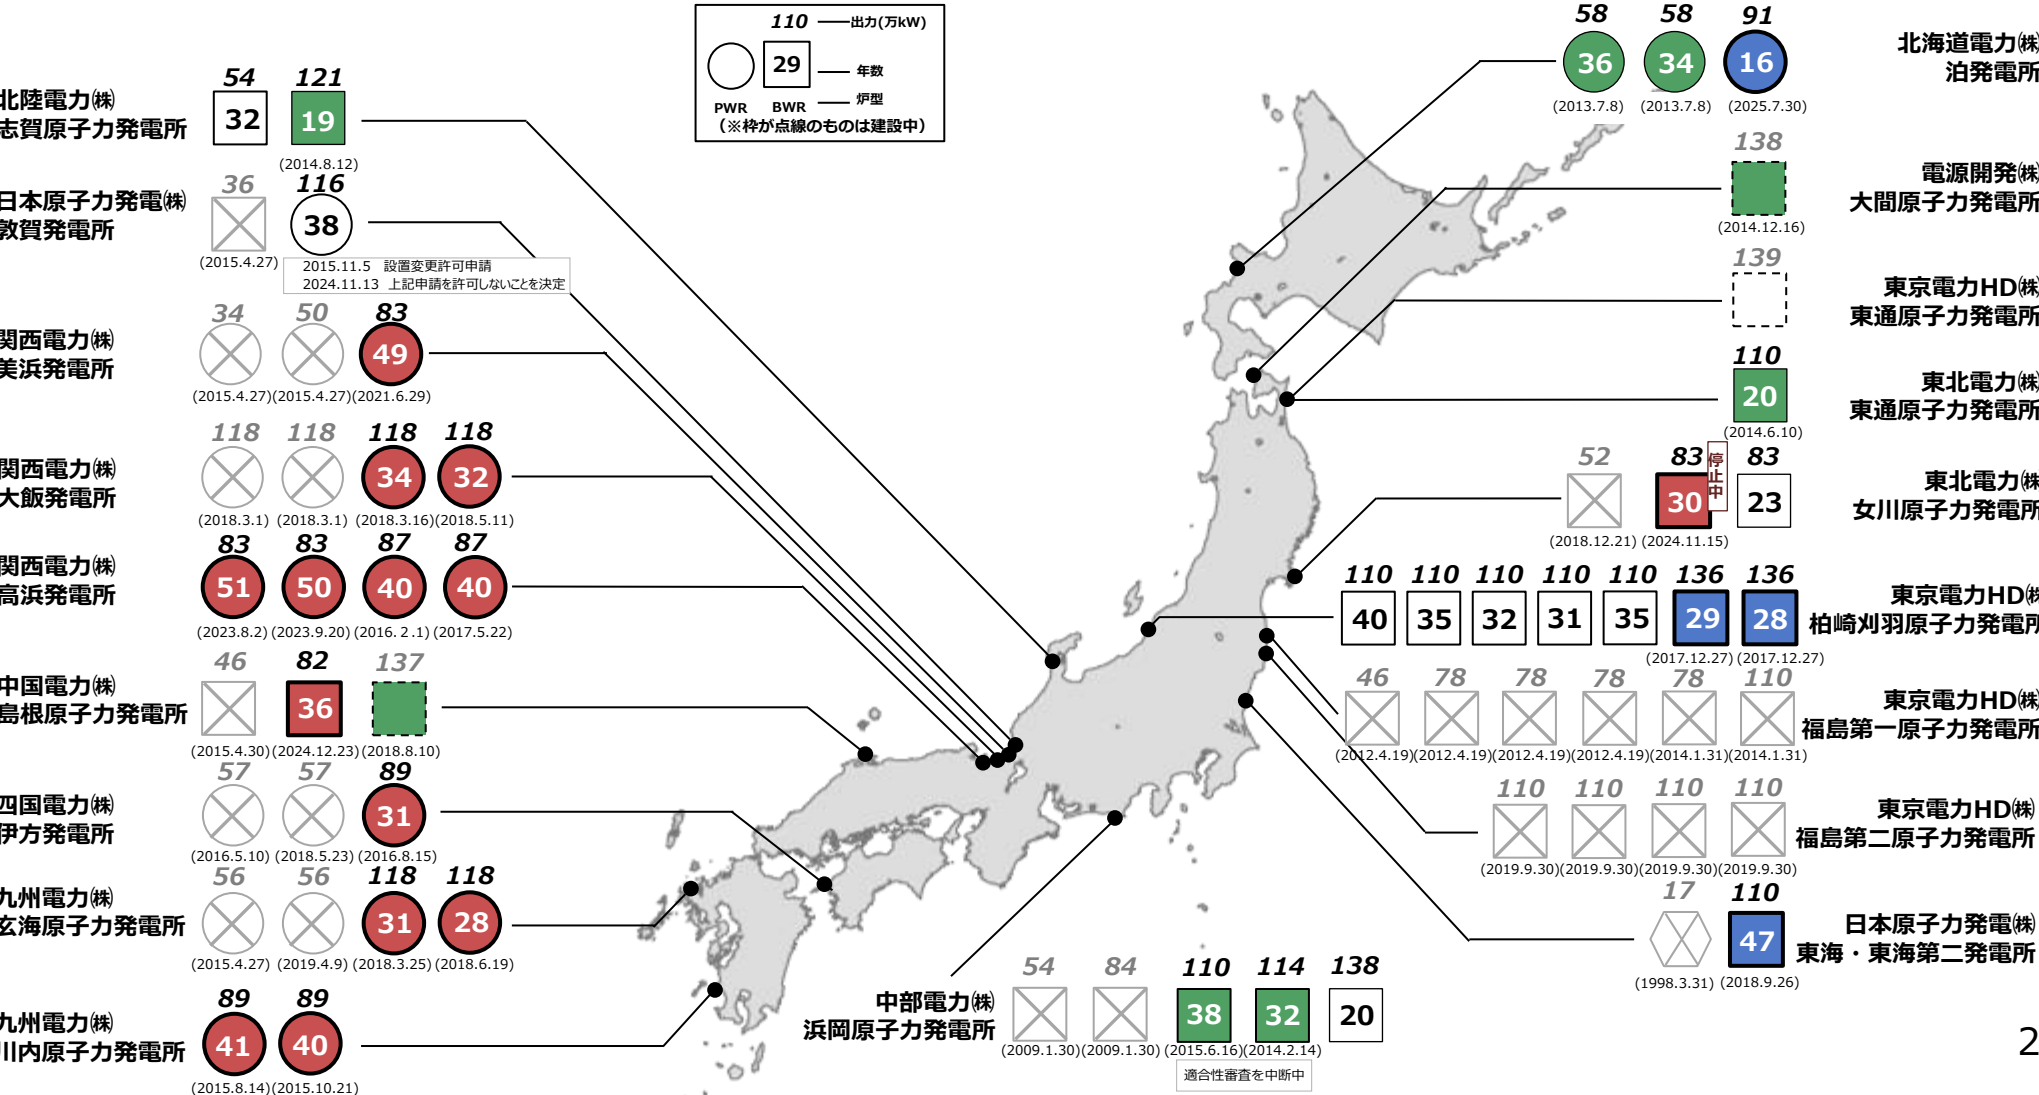 110 出力(万kW)
29 年数
PWR BWR 炉型
(※枠が点線のものは建設中)
54 121
北陸電力㈱
志賀原子力発電所
32 19
(2014.8.12)
36 116
日本原子力発電㈱
敦賀発電所
38
(2015.4.27)
2015.11.5 設置変更許可申請
2024.11.13 上記申請を許可しないことを決定
34 50 83
関西電力㈱
美浜発電所
49
(2015.4.27)(2015.4.27)(2021.6.29)
118 118 118 118
関西電力㈱
大飯発電所
34 32
(2018.3.1) (2018.3.1) (2018.3.16)(2018.5.11)
83 83 87 87
関西電力㈱
高浜発電所
51 50 40 40
(2023.8.2) (2023.9.20) (2016. 2 .1) (2017.5.22)
46 82 137
中国電力㈱
島根原子力発電所
36
(2015.4.30)(2024.12.23)(2018.8.10)
57 57 89
四国電力㈱
伊方発電所
31
(2016.5.10) (2018.5.23) (2016.8.15)
56 56 118 118
九州電力㈱
玄海原子力発電所
31 28
(2015.4.27) (2019.4.9) (2018.3.25) (2018.6.19)
89 89
九州電力㈱
川内原子力発電所
41 40
(2015.8.14)(2015.10.21)
58 58 91
北海道電力㈱
泊発電所
36 34 16
(2013.7.8) (2013.7.8) (2025.7.30)
138
電源開発㈱
大間原子力発電所
(2014.12.16)
139
東京電力HD㈱
東通原子力発電所
110
東北電力㈱
東通原子力発電所
20
(2014.6.10)
52 83 停止中 83
東北電力㈱
女川原子力発電所
30 23
(2018.12.21) (2024.11.15)
110 110 110 110 110 136 136
東京電力HD㈱
柏崎刈羽原子力発電所
40 35 32 31 35 29 28
(2017.12.27) (2017.12.27)
46 78 78 78 78 110
東京電力HD㈱
福島第一原子力発電所
(2012.4.19)(2012.4.19)(2012.4.19)(2012.4.19)(2014.1.31)(2014.1.31)
110 110 110 110
東京電力HD㈱
福島第二原子力発電所
(2019.9.30)(2019.9.30)(2019.9.30)(2019.9.30)
17 110
日本原子力発電㈱
東海・東海第二発電所
47
(1998.3.31) (2018.9.26)
54 84 110 114 138
中部電力㈱
浜岡原子力発電所
38 32 20
(2009.1.30)(2009.1.30) (2015.6.16)(2014.2.14)
適合性審査を中断中
2